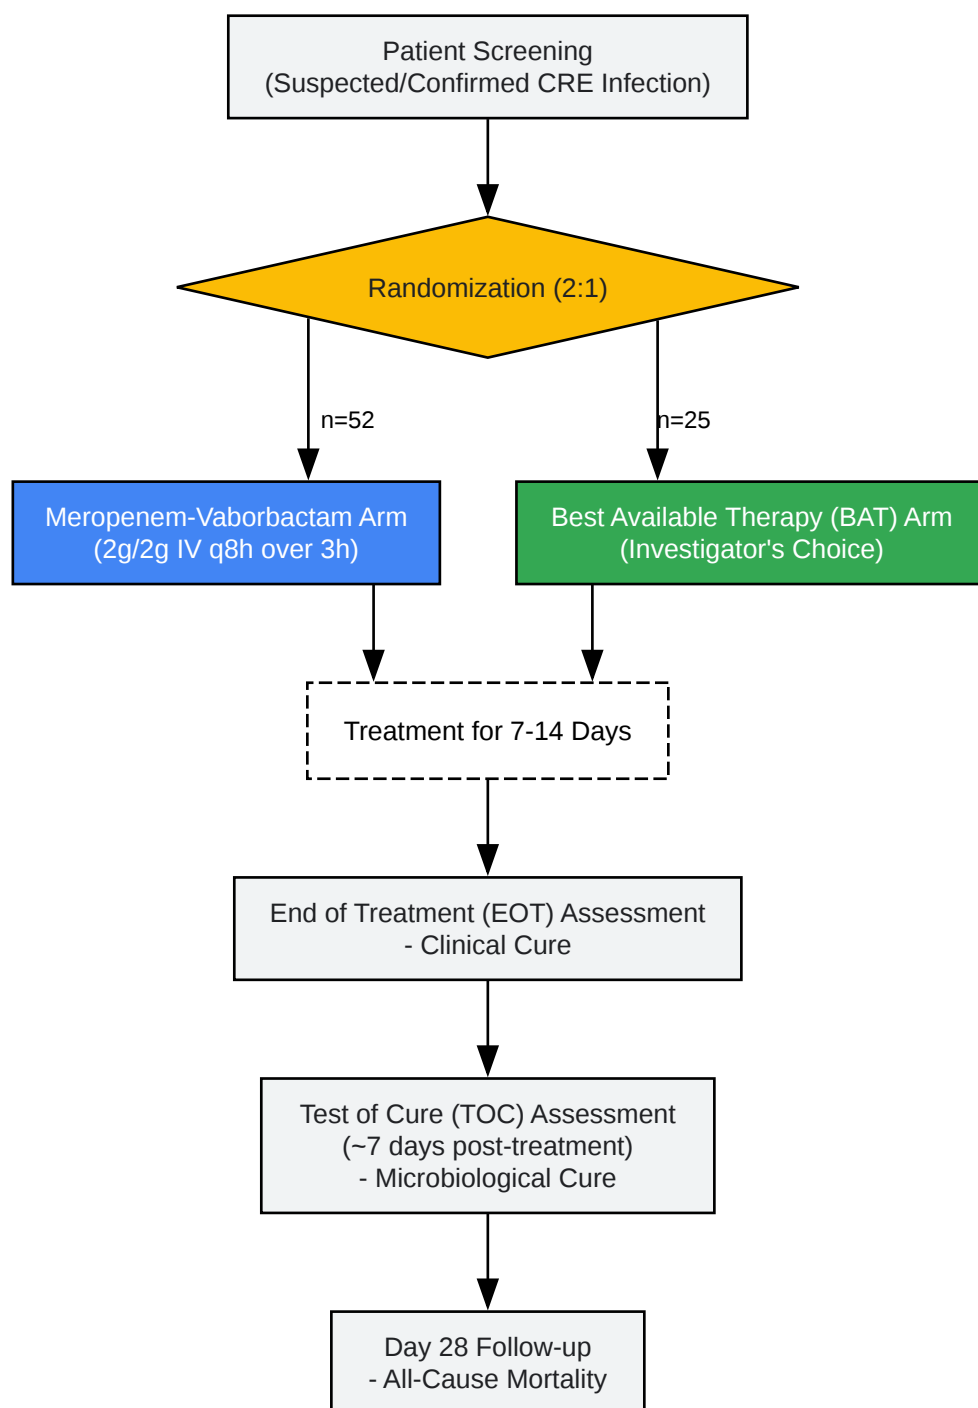 Patient Screening
(Suspected/Confirmed CRE Infection)
Randomization (2:1)
n=52
n=25
Meropenem-Vaborbactam Arm
(2g/2g IV q8h over 3h)
Best Available Therapy (BAT) Arm
(Investigator's Choice)
Treatment for 7-14 Days
End of Treatment (EOT) Assessment
- Clinical Cure
Test of Cure (TOC) Assessment
(~7 days post-treatment)
- Microbiological Cure
Day 28 Follow-up
- All-Cause Mortality